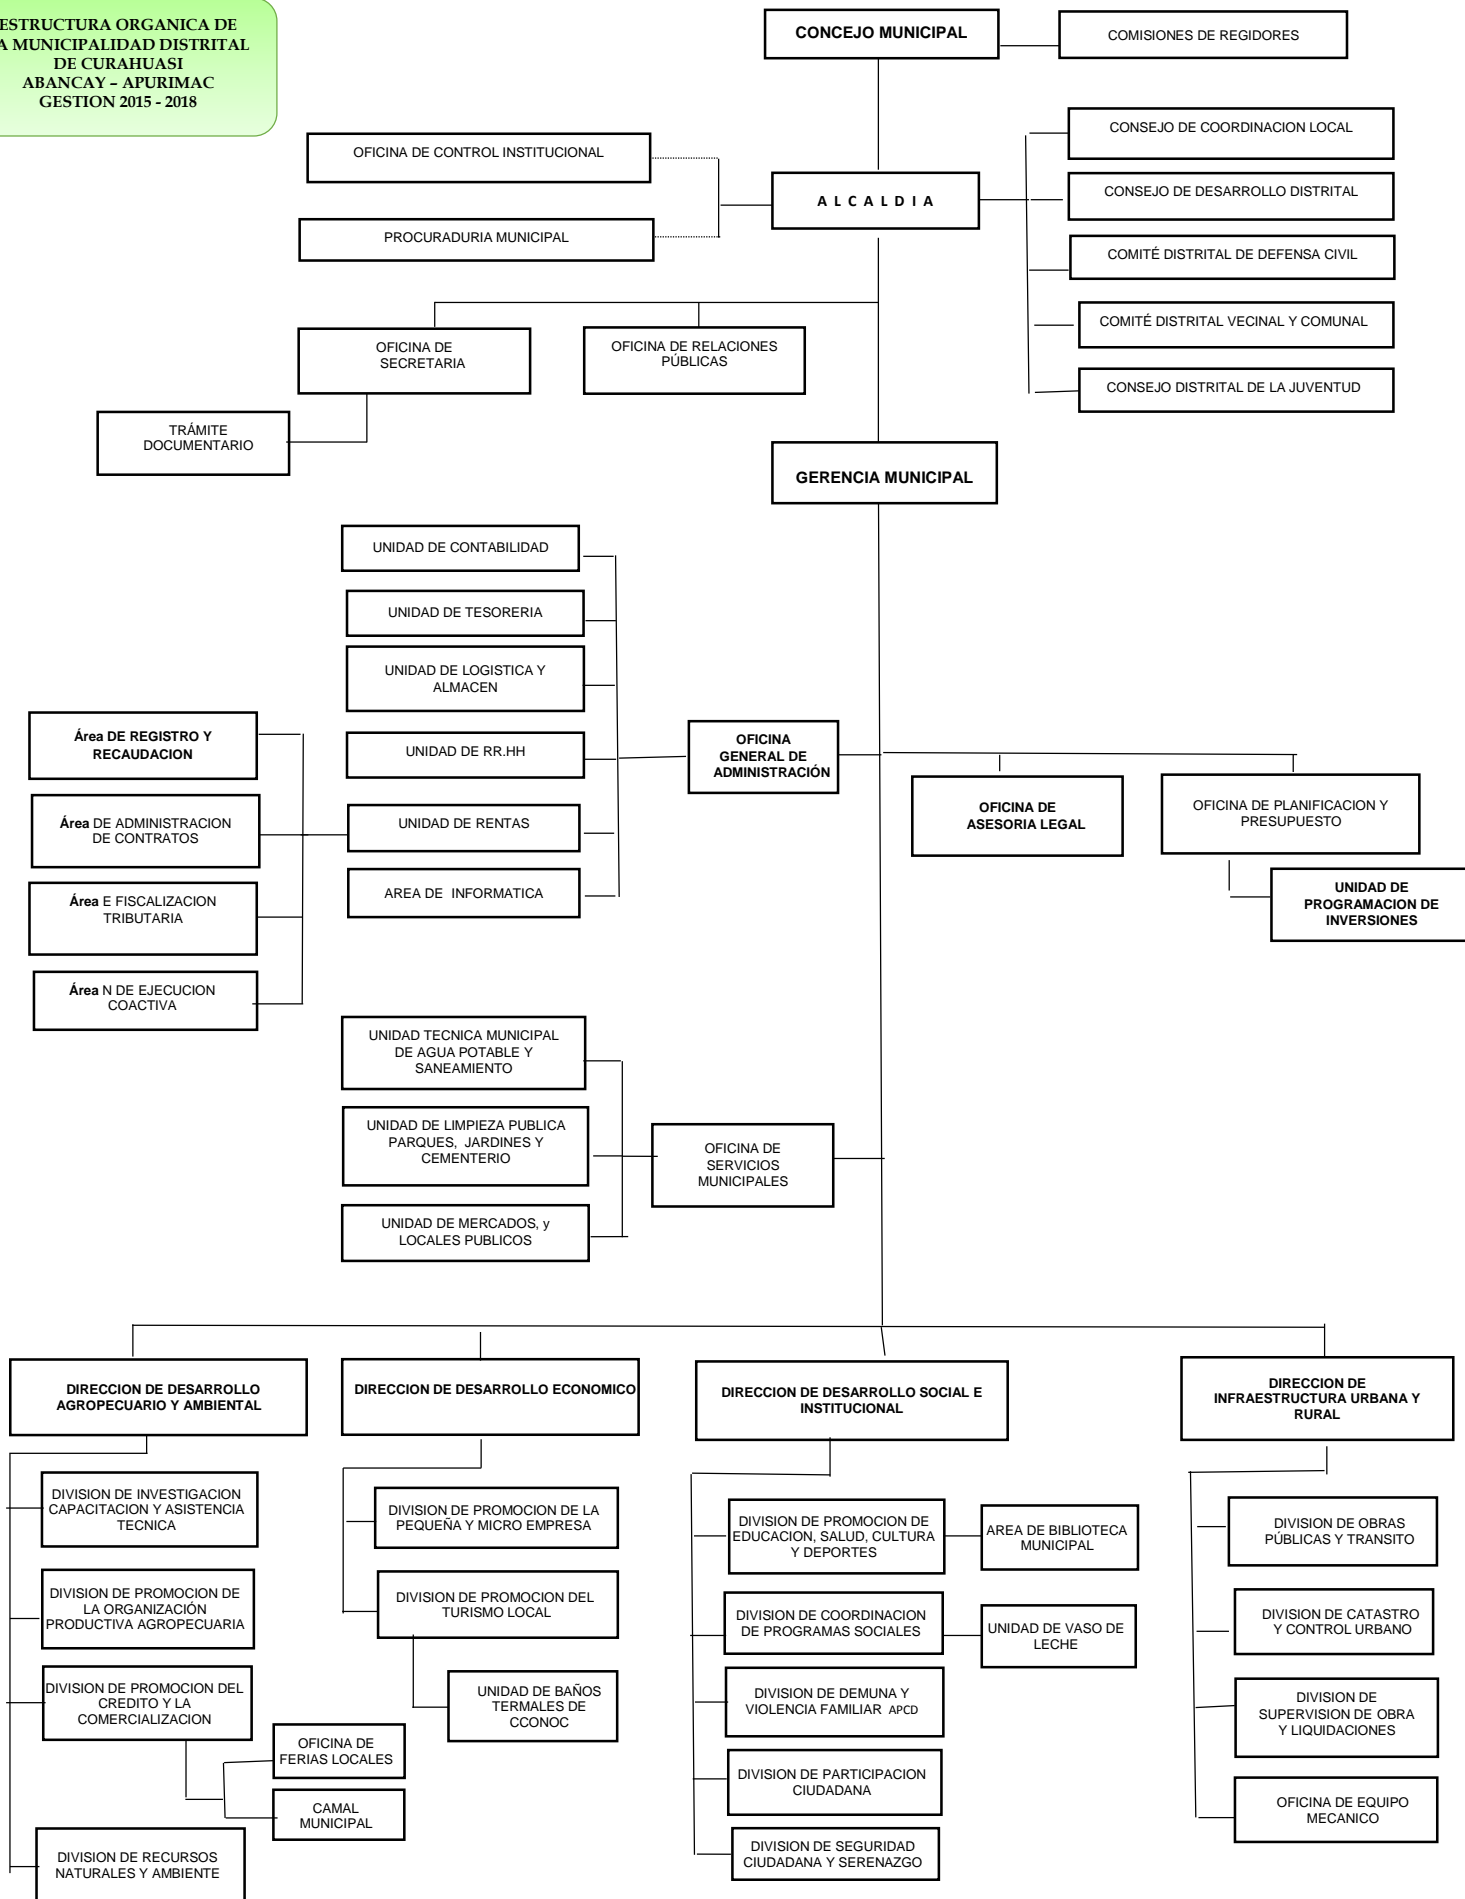 ESTRUCTURA ORGANICA DE
A MUNICIPALIDAD DISTRITAL
DE CURAHUASI
ABANCAY – APURIMAC
GESTION 2015 - 2018
CONCEJO MUNICIPAL
COMISIONES DE REGIDORES
CONSEJO DE COORDINACION LOCAL
OFICINA DE CONTROL INSTITUCIONAL
ALCALDIA
CONSEJO DE DESARROLLO DISTRITAL
PROCURADURIA MUNICIPAL
COMITÉ DISTRITAL DE DEFENSA CIVIL
COMITÉ DISTRITAL VECINAL Y COMUNAL
CONSEJO DISTRITAL DE LA JUVENTUD
OFICINA DE
SECRETARIA
OFICINA DE RELACIONES
PÚBLICAS
TRÁMITE
DOCUMENTARIO
GERENCIA MUNICIPAL
UNIDAD DE CONTABILIDAD
UNIDAD DE TESORERIA
UNIDAD DE LOGISTICA Y
ALMACEN
UNIDAD DE RR.HH
UNIDAD DE RENTAS
AREA DE INFORMATICA
Área DE REGISTRO Y
RECAUDACION
Área DE ADMINISTRACION
DE CONTRATOS
Área E FISCALIZACION
TRIBUTARIA
Área N DE EJECUCION
COACTIVA
OFICINA
GENERAL DE
ADMINISTRACIÓN
OFICINA DE
ASESORIA LEGAL
OFICINA DE PLANIFICACION Y
PRESUPUESTO
UNIDAD DE
PROGRAMACION DE
INVERSIONES
UNIDAD TECNICA MUNICIPAL
DE AGUA POTABLE Y
SANEAMIENTO
UNIDAD DE LIMPIEZA PUBLICA
PARQUES, JARDINES Y
CEMENTERIO
UNIDAD DE MERCADOS, y
LOCALES PUBLICOS
OFICINA DE
SERVICIOS
MUNICIPALES
DIRECCION DE DESARROLLO
AGROPECUARIO Y AMBIENTAL
DIVISION DE INVESTIGACION
CAPACITACION Y ASISTENCIA
TECNICA
DIVISION DE PROMOCION DE
LA ORGANIZACIÓN
PRODUCTIVA AGROPECUARIA
DIVISION DE PROMOCION DEL
CREDITO Y LA
COMERCIALIZACION
OFICINA DE
FERIAS LOCALES
CAMAL
MUNICIPAL
DIVISION DE RECURSOS
NATURALES Y AMBIENTE
DIRECCION DE DESARROLLO ECONOMICO
DIVISION DE PROMOCION DE LA
PEQUEÑA Y MICRO EMPRESA
DIVISION DE PROMOCION DEL
TURISMO LOCAL
UNIDAD DE BAÑOS
TERMALES DE
CCONOC
DIRECCION DE DESARROLLO SOCIAL E
INSTITUCIONAL
DIVISION DE PROMOCION DE
EDUCACION, SALUD, CULTURA
Y DEPORTES
AREA DE BIBLIOTECA
MUNICIPAL
DIVISION DE COORDINACION
DE PROGRAMAS SOCIALES
UNIDAD DE VASO DE
LECHE
DIVISION DE DEMUNA Y
VIOLENCIA FAMILIAR APCD
DIVISION DE PARTICIPACION
CIUDADANA
DIVISION DE SEGURIDAD
CIUDADANA Y SERENAZGO
DIRECCION DE
INFRAESTRUCTURA URBANA Y
RURAL
DIVISION DE OBRAS
PÚBLICAS Y TRANSITO
DIVISION DE CATASTRO
Y CONTROL URBANO
DIVISION DE
SUPERVISION DE OBRA
Y LIQUIDACIONES
OFICINA DE EQUIPO
MECANICO